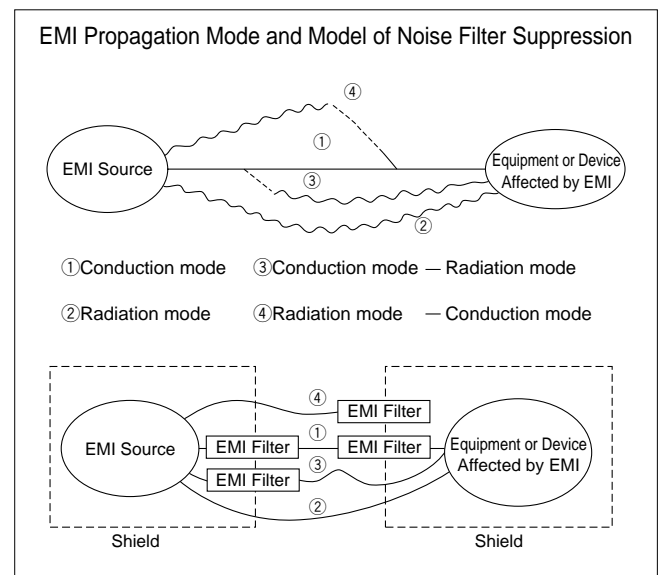 EMI Propagation Mode and Model of Noise Filter Suppression
④
①
EMI Source
Equipment or Device
Affected by EMI
③
②
①Conduction mode ③Conduction mode — Radiation mode
②Radiation mode ④Radiation mode — Conduction mode
④
EMI Filter
①
EMI Source
EMI Filter
EMI Filter
Equipment or Device
Affected by EMI
③
EMI Filter
②
Shield
Shield